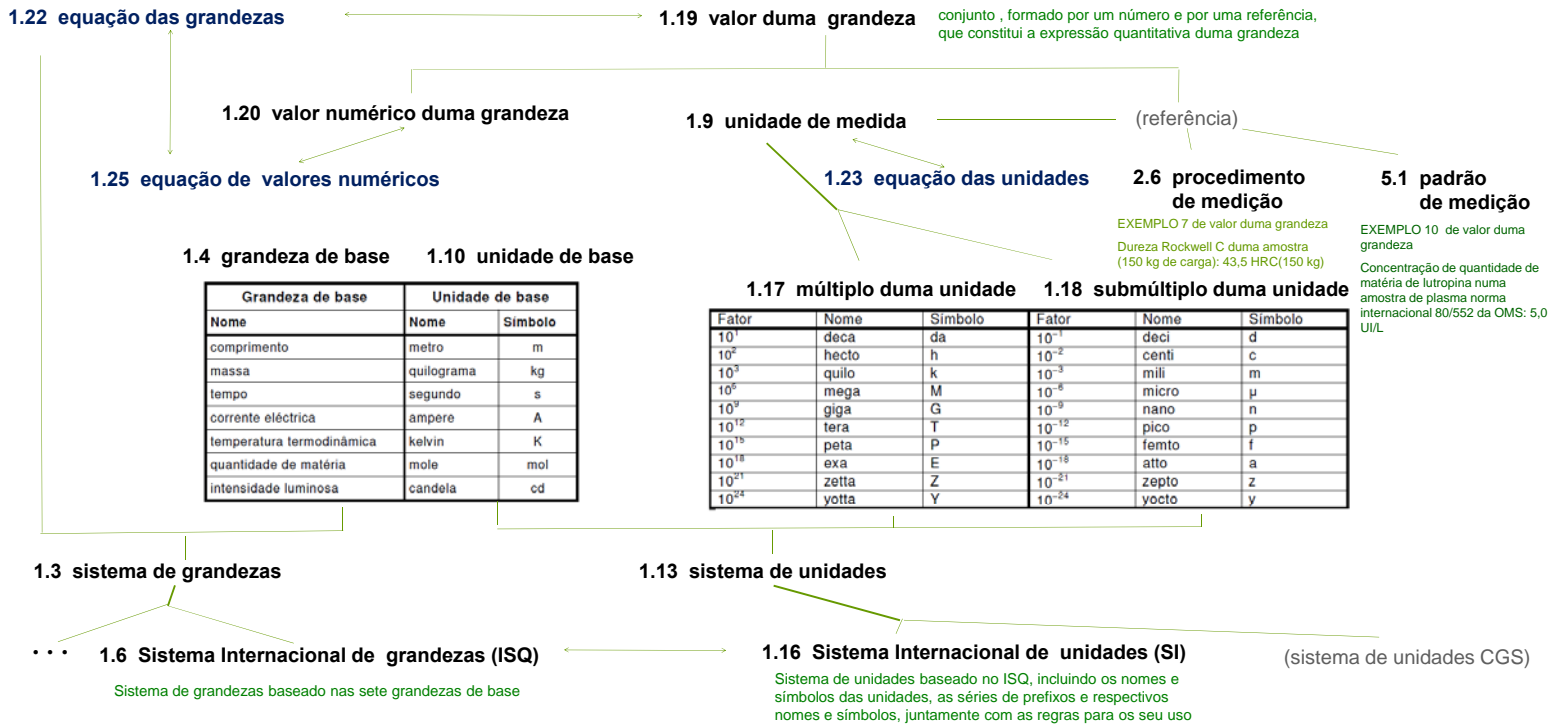 1.22 equação das grandezas
1.19 valor duma grandeza
conjunto , formado por um número e por uma referência,
que constitui a expressão quantitativa duma grandeza
1.20 valor numérico duma grandeza
1.9 unidade de medida
(referência)
1.25 equação de valores numéricos
1.23 equação das unidades
2.6 procedimento
de medição
EXEMPLO 7 de valor duma grandeza
Dureza Rockwell C duma amostra
(150 kg de carga): 43,5 HRC(150 kg)
5.1 padrão
de medição
EXEMPLO 10 de valor duma
grandeza
Concentração de quantidade de
matéria de lutropina numa
amostra de plasma norma
internacional 80/552 da OMS: 5,0
UI/L
1.4 grandeza de base
1.10 unidade de base
Grandeza de base Unidade de base
Nome Nome Símbolo
comprimento metro m
massa quilograma kg
tempo segundo s
corrente eléctrica ampere A
temperatura termodinâmica kelvin K
quantidade de matéria mole mol
intensidade luminosa candela cd
1.17 múltiplo duma unidade
1.18 submúltiplo duma unidade
Fator Nome Símbolo Fator Nome Símbolo
10¹ deca da 10⁻¹ deci d
10² hecto h 10⁻² centi c
10³ quilo k 10⁻³ mili m
10⁶ mega M 10⁻⁶ micro µ
10⁹ giga G 10⁻⁹ nano n
10¹² tera T 10⁻¹² pico p
10¹⁵ peta P 10⁻¹⁵ femto f
10¹⁸ exa E 10⁻¹⁸ atto a
10²¹ zetta Z 10⁻²¹ zepto z
10²⁴ yotta Y 10⁻²⁴ yocto y
1.3 sistema de grandezas
1.13 sistema de unidades
• • •
1.6 Sistema Internacional de grandezas (ISQ)
Sistema de grandezas baseado nas sete grandezas de base
1.16 Sistema Internacional de unidades (SI)
Sistema de unidades baseado no ISQ, incluindo os nomes e
símbolos das unidades, as séries de prefixos e respectivos
nomes e símbolos, juntamente com as regras para os seu uso
(sistema de unidades CGS)